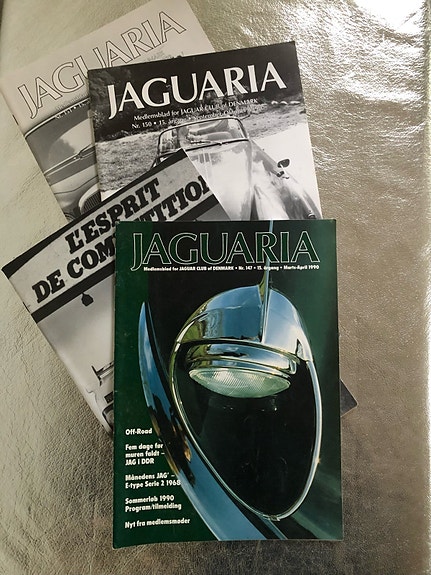 JAGUARIA
JAGUARIA
Medlemsblad for JAGUAR CLUB of DENMARK
Nr. 150 • 15. årgang
L'ESPRIT
DE COMPETITION
JAGUARIA
Medlemsblad for JAGUAR CLUB of DENMARK • Nr. 147 • 15. årgang • Marts-April 1990
Off-Road
Fem dage før
muren faldt –
JAG i DDR
Månedens JAG' –
E-type Serie 2 1968
Sommerløb 1990
Program/tilmelding
Nyt fra medlemsmøder